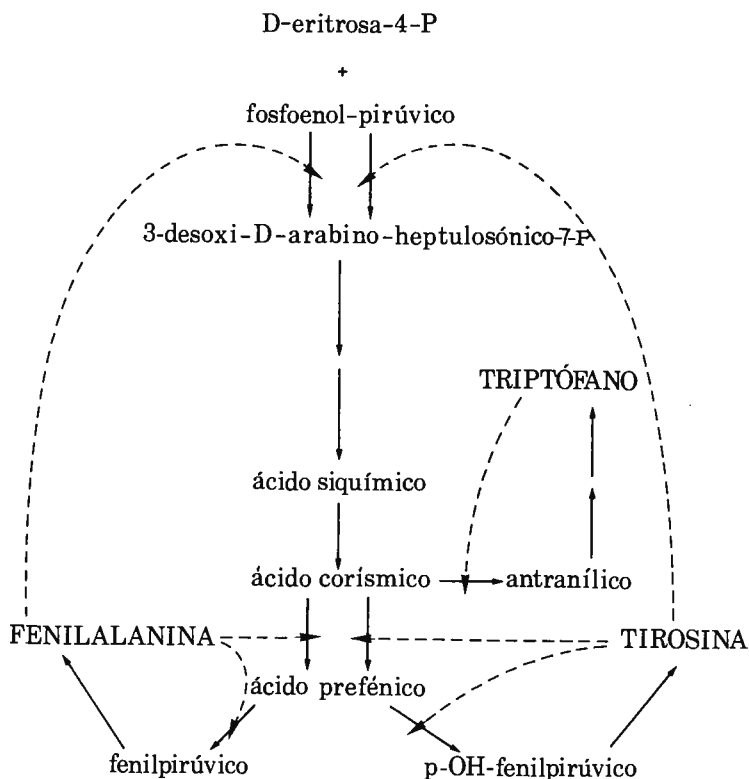 D-eritrosa-4-P
+
fosfoenol-pirúvico
3-desoxi-D-arabino-heptulosónico-7-P
TRIPTÓFANO
ácido siquímico
ácido corísmico
antranílico
FENILALANINA
TIROSINA
ácido prefénico
fenilpirúvico
p-OH-fenilpirúvico